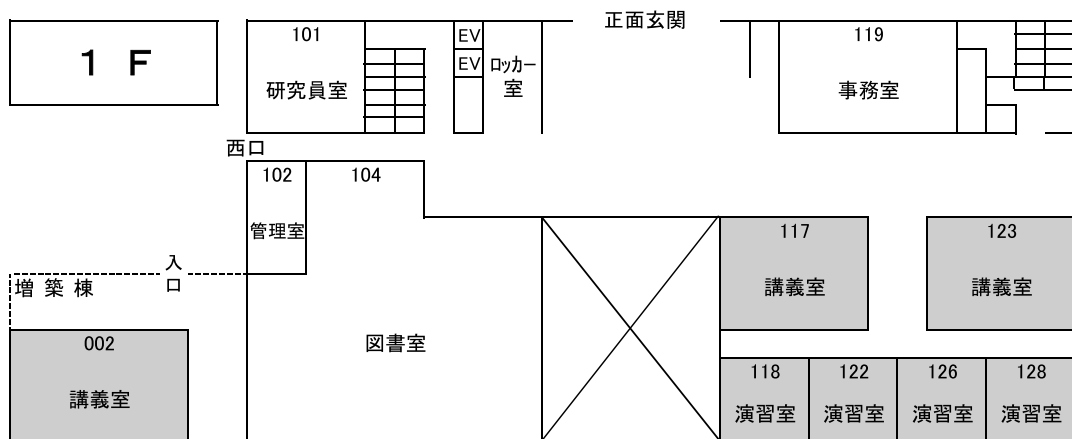 1 F
101
研究員室
EV
EV
ロッカー
室
正面玄関
119
事務室
西口
102
管理室
104
図書室
入
口
増築棟
002
講義室
117
講義室
123
講義室
118
演習室
122
演習室
126
演習室
128
演習室